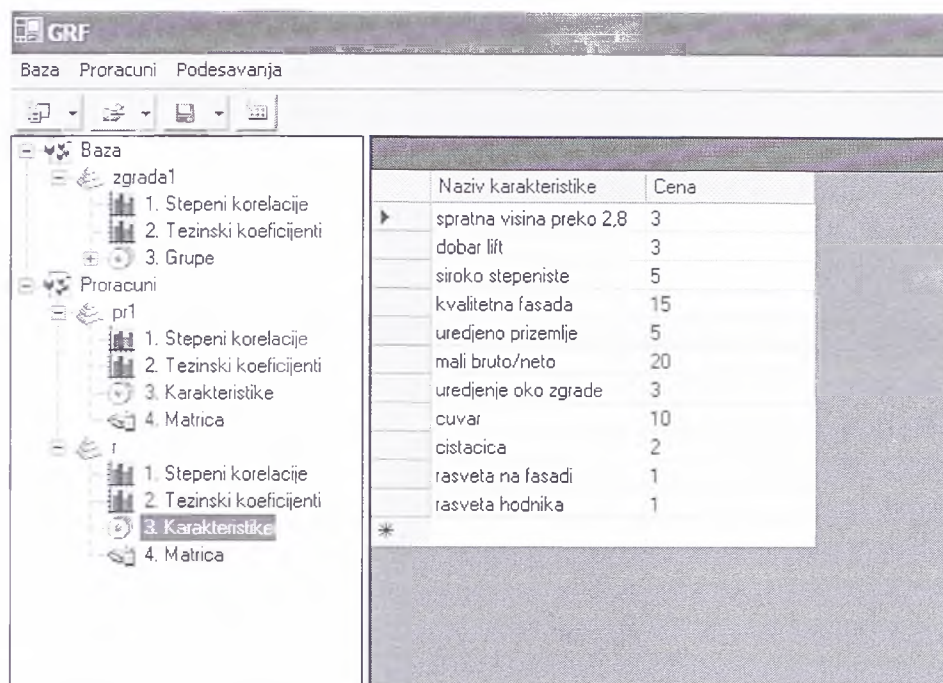 GRF
Baza Proracuni Podesavanja
Baza
zgrada1
1. Stepeni korelacije
2. Tezinski koeficijenti
3. Grupe
Proracuni
pr1
1. Stepeni korelacije
2. Tezinski koeficijenti
3. Karakteristike
4. Matrica
r
1. Stepeni korelacije
2. Tezinski koeficijenti
3. Karakteristike
4. Matrica
Naziv karakteristike Cena
spratna visina preko 2,8 3
dobar lift 3
siroko stepeniste 5
kvalitetna fasada 15
uredjeno prizemlje 5
mali bruto/neto 20
uredjenje oko zgrade 3
cuvar 10
cistacica 2
rasveta na fasadi 1
rasveta hodnika 1